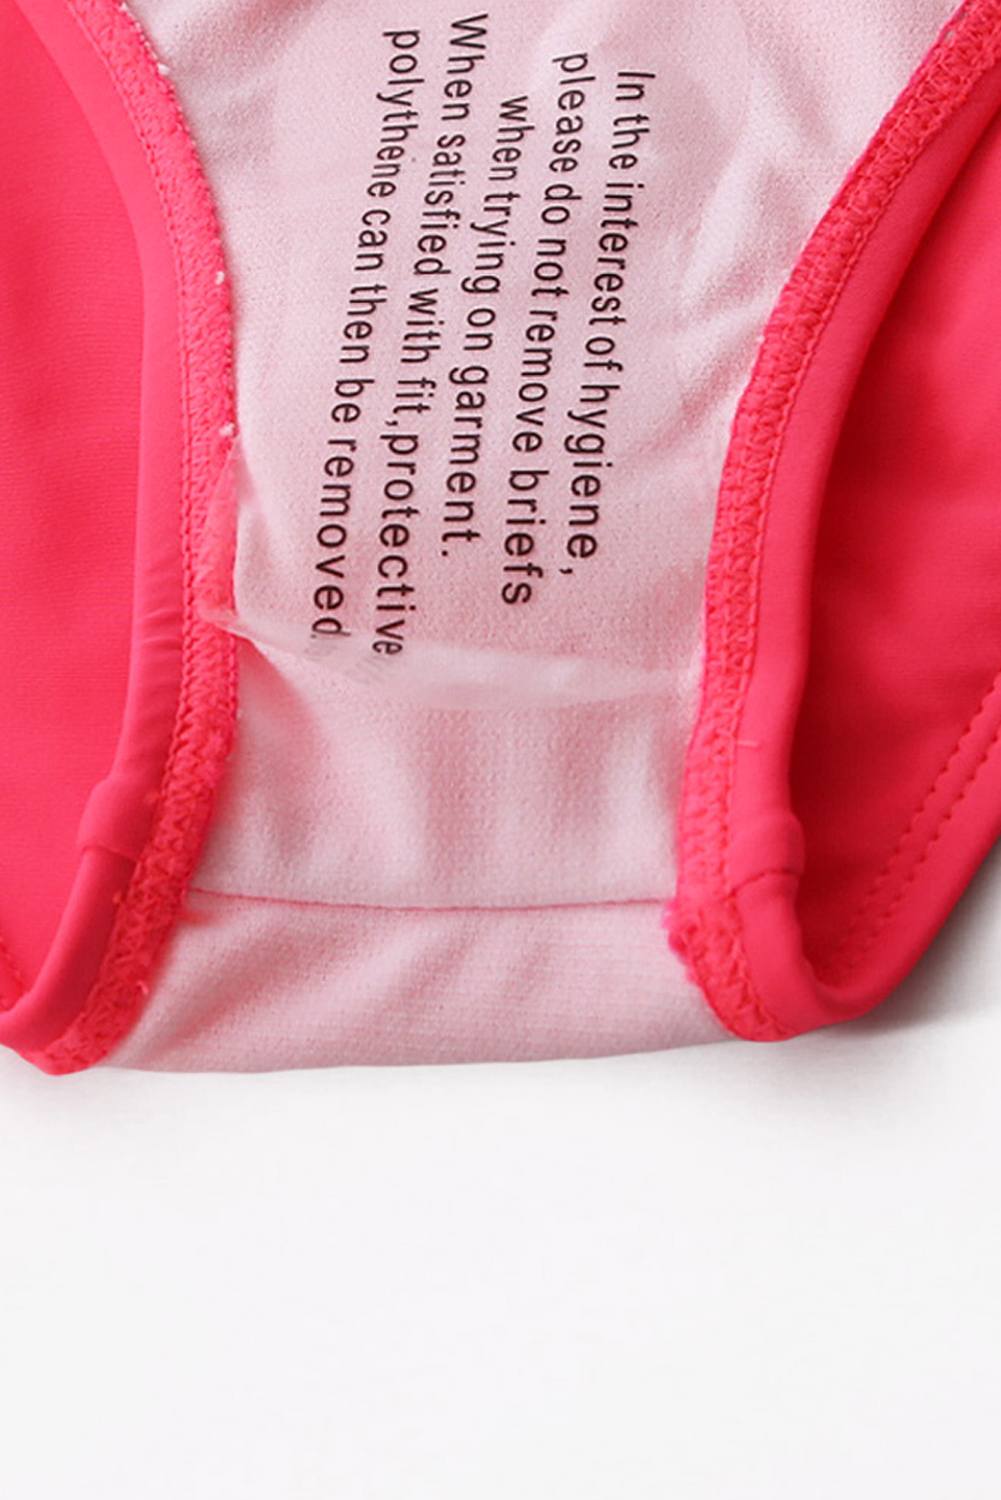 In the interest of hygiene,
please do not remove briefs
when trying on garment.
When satisfied with fit,protective
polythene can then be removed.